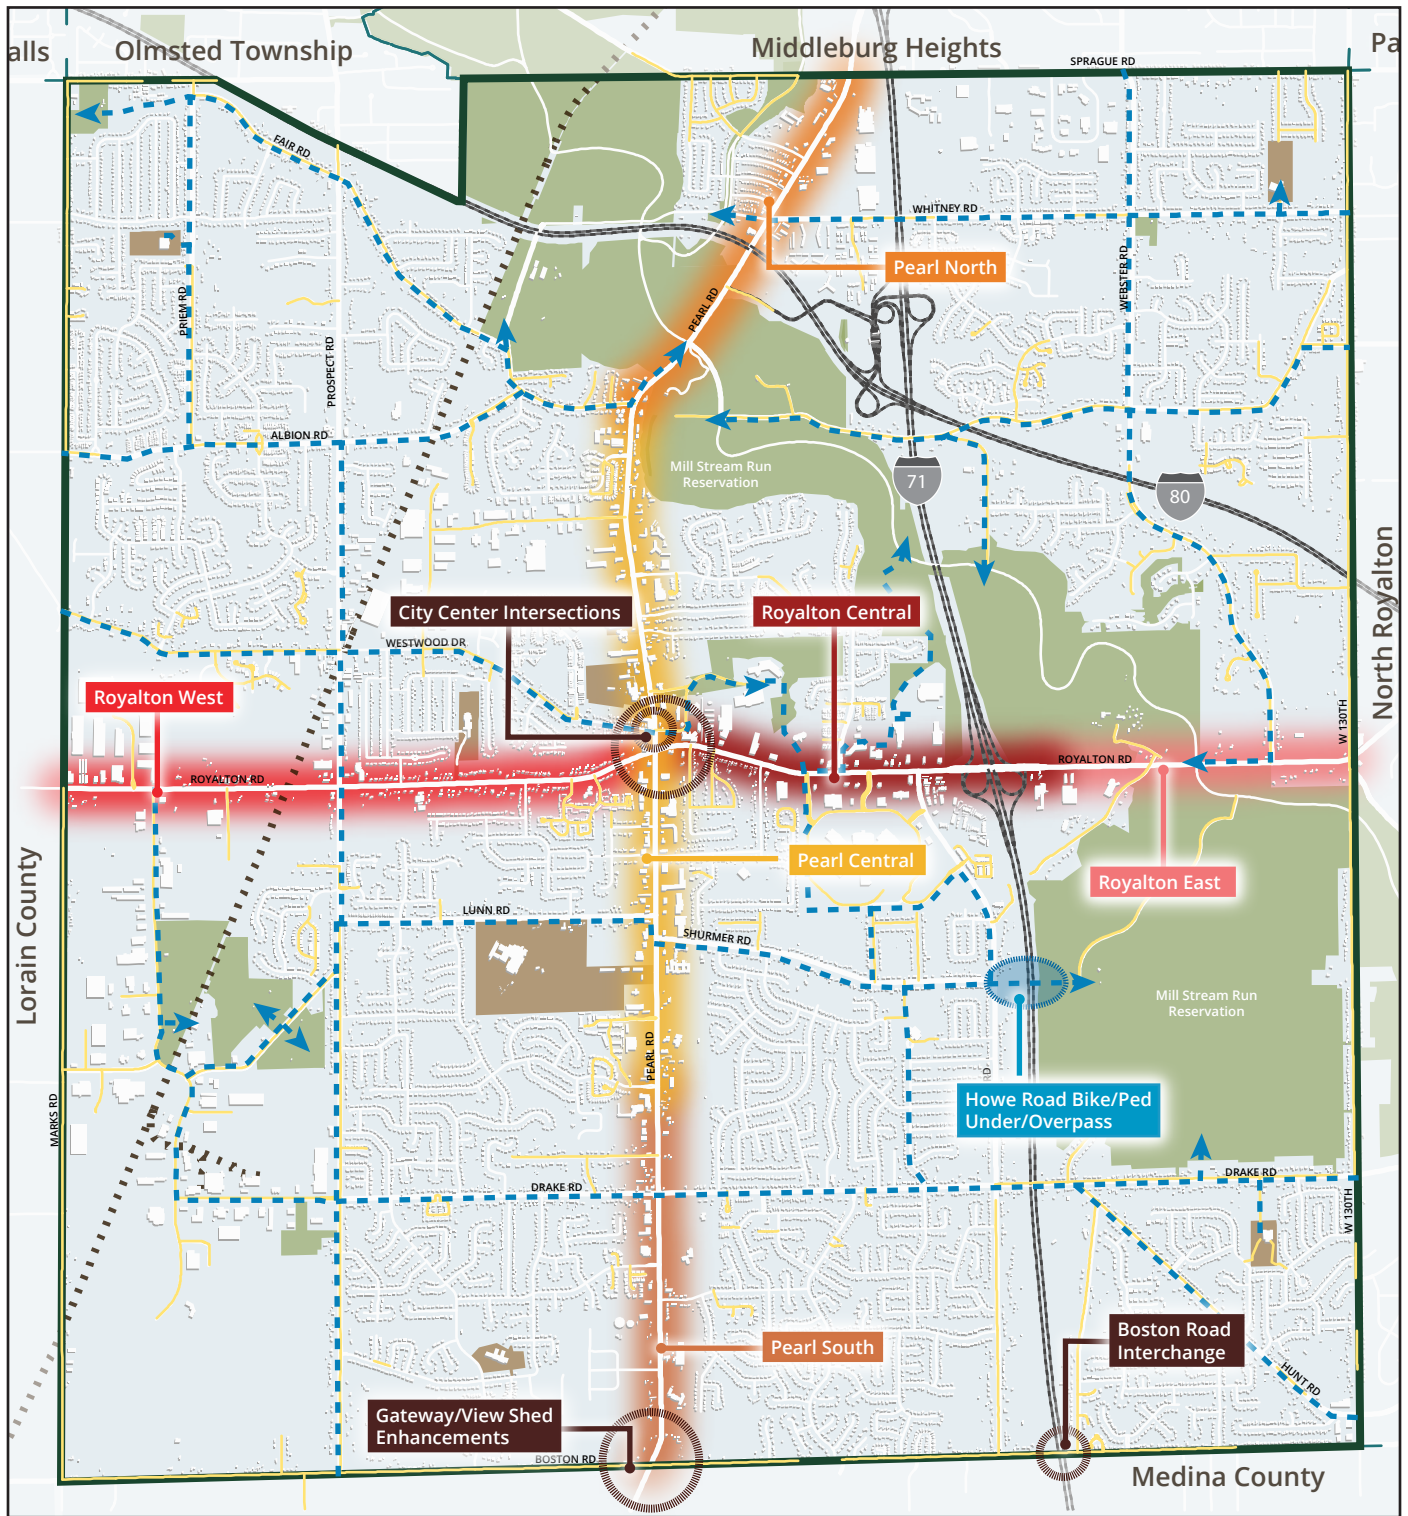 alls
Olmsted Township
Middleburg Heights
Pa
SPRAGUE RD
FAIR RD
WHITNEY RD
Pearl North
WEBSTER RD
PRIEM RD
PEARL RD
PROSPECT RD
ALBION RD
Mill Stream Run
Reservation
71
80
North Royalton
City Center Intersections
Royalton Central
WESTWOOD DR
Royalton West
W 130TH
ROYALTON RD
ROYALTON RD
Pearl Central
Royalton East
Lorain County
LUNN RD
SHURMER RD
Mill Stream Run
Reservation
PEARL RD
RD
MARKS RD
Howe Road Bike/Ped
Under/Overpass
DRAKE RD
DRAKE RD
W 130TH
Boston Road
Interchange
Pearl South
HUNT RD
Gateway/View Shed
Enhancements
BOSTON RD
Medina County